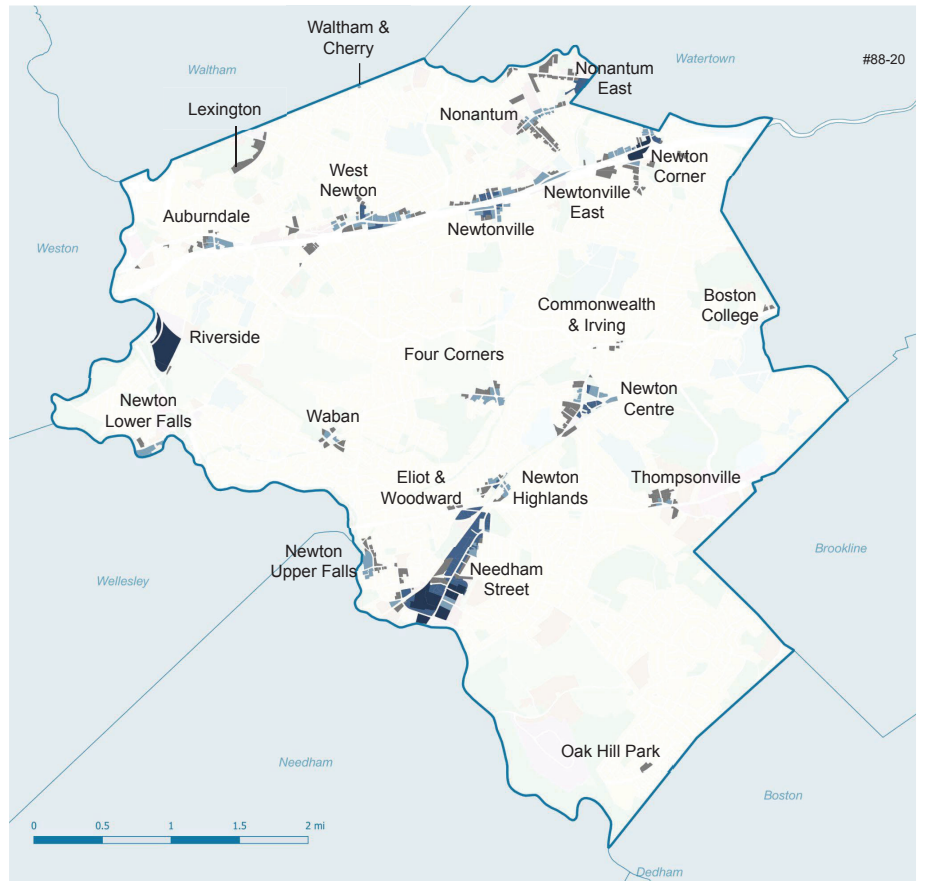 Waltham &
Cherry
Waltham
Watertown
#88-20
Nonantum
East
Lexington
Nonantum
West
Newton
Newton
Corner
Newtonville
East
Auburndale
Newtonville
Weston
Boston
College
Commonwealth
& Irving
Riverside
Four Corners
Newton
Centre
Newton
Lower Falls
Waban
Eliot &
Woodward
Newton
Highlands
Thompsonville
Newton
Upper Falls
Needham
Street
Brookline
Wellesley
Oak Hill Park
Needham
Boston
0 0.5 1 1.5 2 mi
Dedham